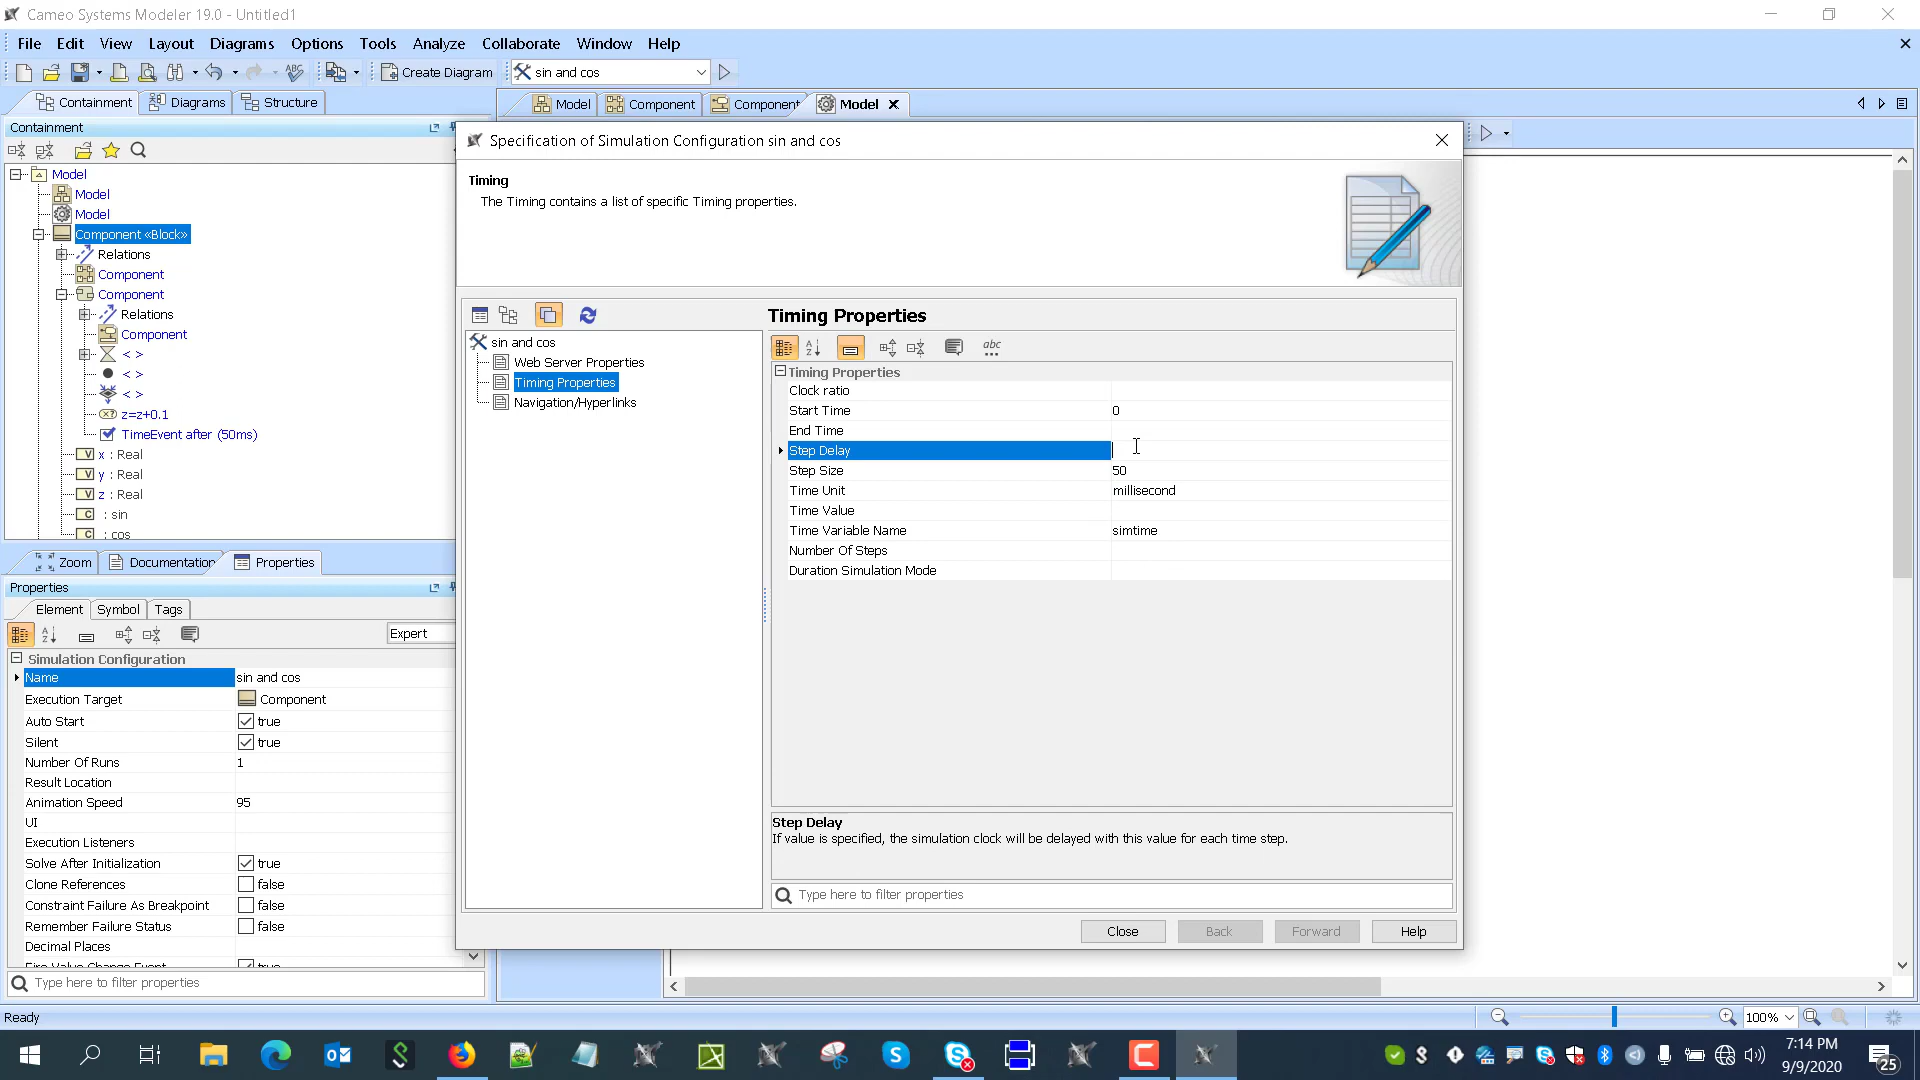 Cameo Systems Modeler 19.0 - Untitled1
File Edit View Layout Diagrams Options Tools Analyze Collaborate Window Help
Create Diagram sin and cos
Containment Diagrams Structure
Model Component Component Model
Containment
Model
Model
Model
Component «Block»
Relations
Component
Component
Relations
Component
< >
< >
< >
z=z+0.1
TimeEvent after (50ms)
x : Real
y : Real
z : Real
: sin
: cos
Zoom Documentation Properties
Properties
Element Symbol Tags
Expert
Simulation Configuration
Name sin and cos
Execution Target Component
Auto Start true
Silent true
Number Of Runs 1
Result Location
Animation Speed 95
UI
Execution Listeners
Solve After Initialization true
Clone References false
Constraint Failure As Breakpoint false
Remember Failure Status false
Decimal Places
Fire Value Change Event true
Type here to filter properties
Specification of Simulation Configuration sin and cos
Timing
The Timing contains a list of specific Timing properties.
sin and cos
Web Server Properties
Timing Properties
Navigation/Hyperlinks
Timing Properties
abc
Timing Properties
Clock ratio
Start Time 0
End Time
Step Delay
Step Size 50
Time Unit millisecond
Time Value
Time Variable Name simtime
Number Of Steps
Duration Simulation Mode
Step Delay
If value is specified, the simulation clock will be delayed with this value for each time step.
Type here to filter properties
Close Back Forward Help
Ready
100%
7:14 PM
9/9/2020
25